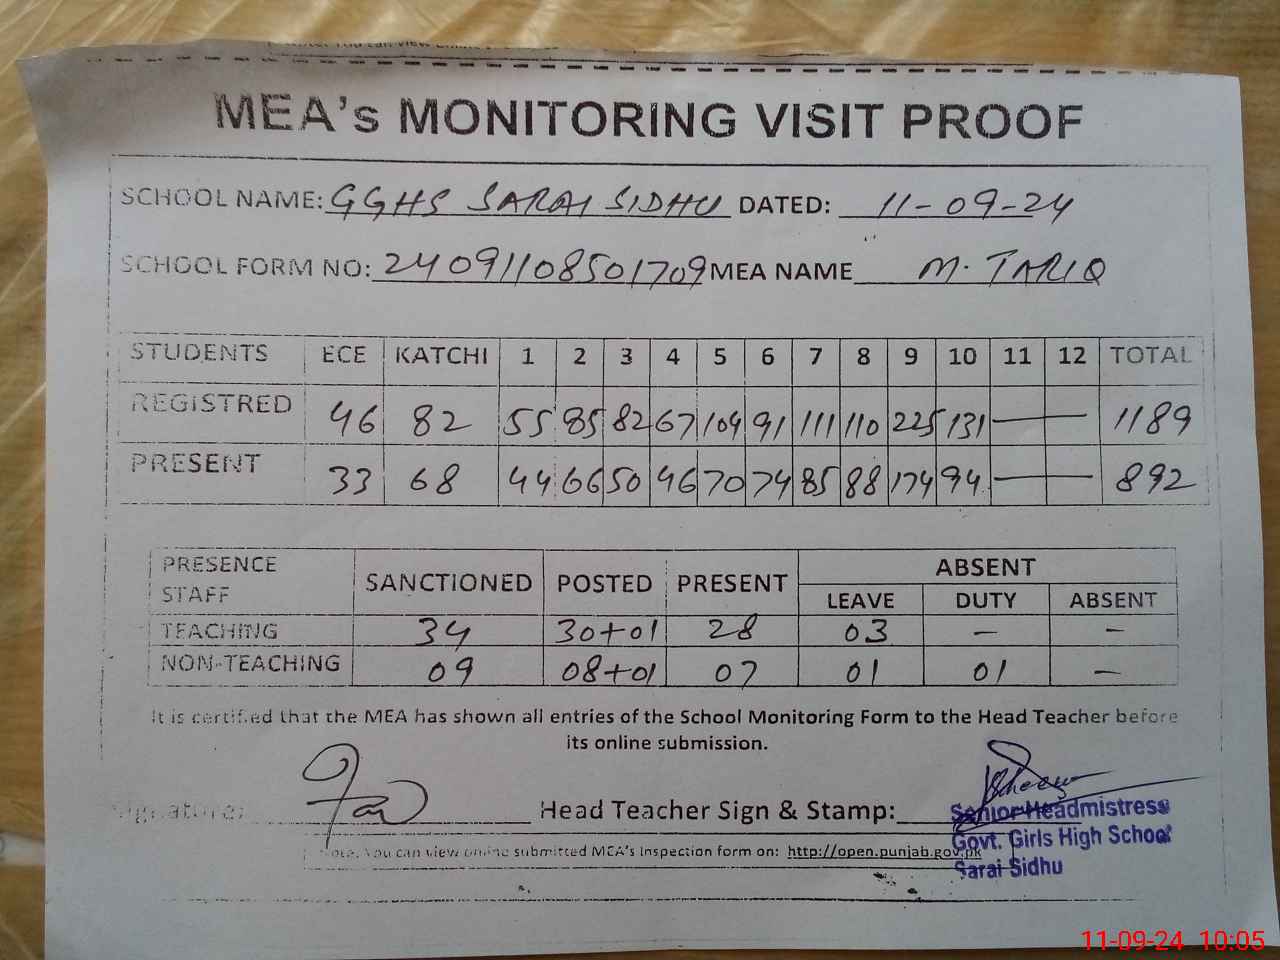 You can view online
MEA's MONITORING VISIT PROOF
SCHOOL NAME: GGHS SARAI SIDHU DATED: 11-09-24
SCHOOL FORM NO: 24091108501709 MEA NAME M. TARIQ
STUDENTS ECE KATCHI 1 2 3 4 5 6 7 8 9 10 11 12 TOTAL
REGISTRED 46 82 55 85 82 67 104 91 111 110 225 131 — 1189
PRESENT 33 68 44 66 50 46 70 74 85 88 174 94 — 892
PRESENCE STAFF SANCTIONED POSTED PRESENT ABSENT
LEAVE DUTY ABSENT
TEACHING 34 30+01 28 03 — —
NON-TEACHING 09 08+01 07 01 01 —
It is certified that the MEA has shown all entries of the School Monitoring Form to the Head Teacher before
its online submission.
Signature: Head Teacher Sign & Stamp:
Senior Headmistress
Govt. Girls High School
Sarai Sidhu
Note. You can view online submitted MEA's Inspection form on: http://open.punjab.gov.pk
11-09-24 10:05